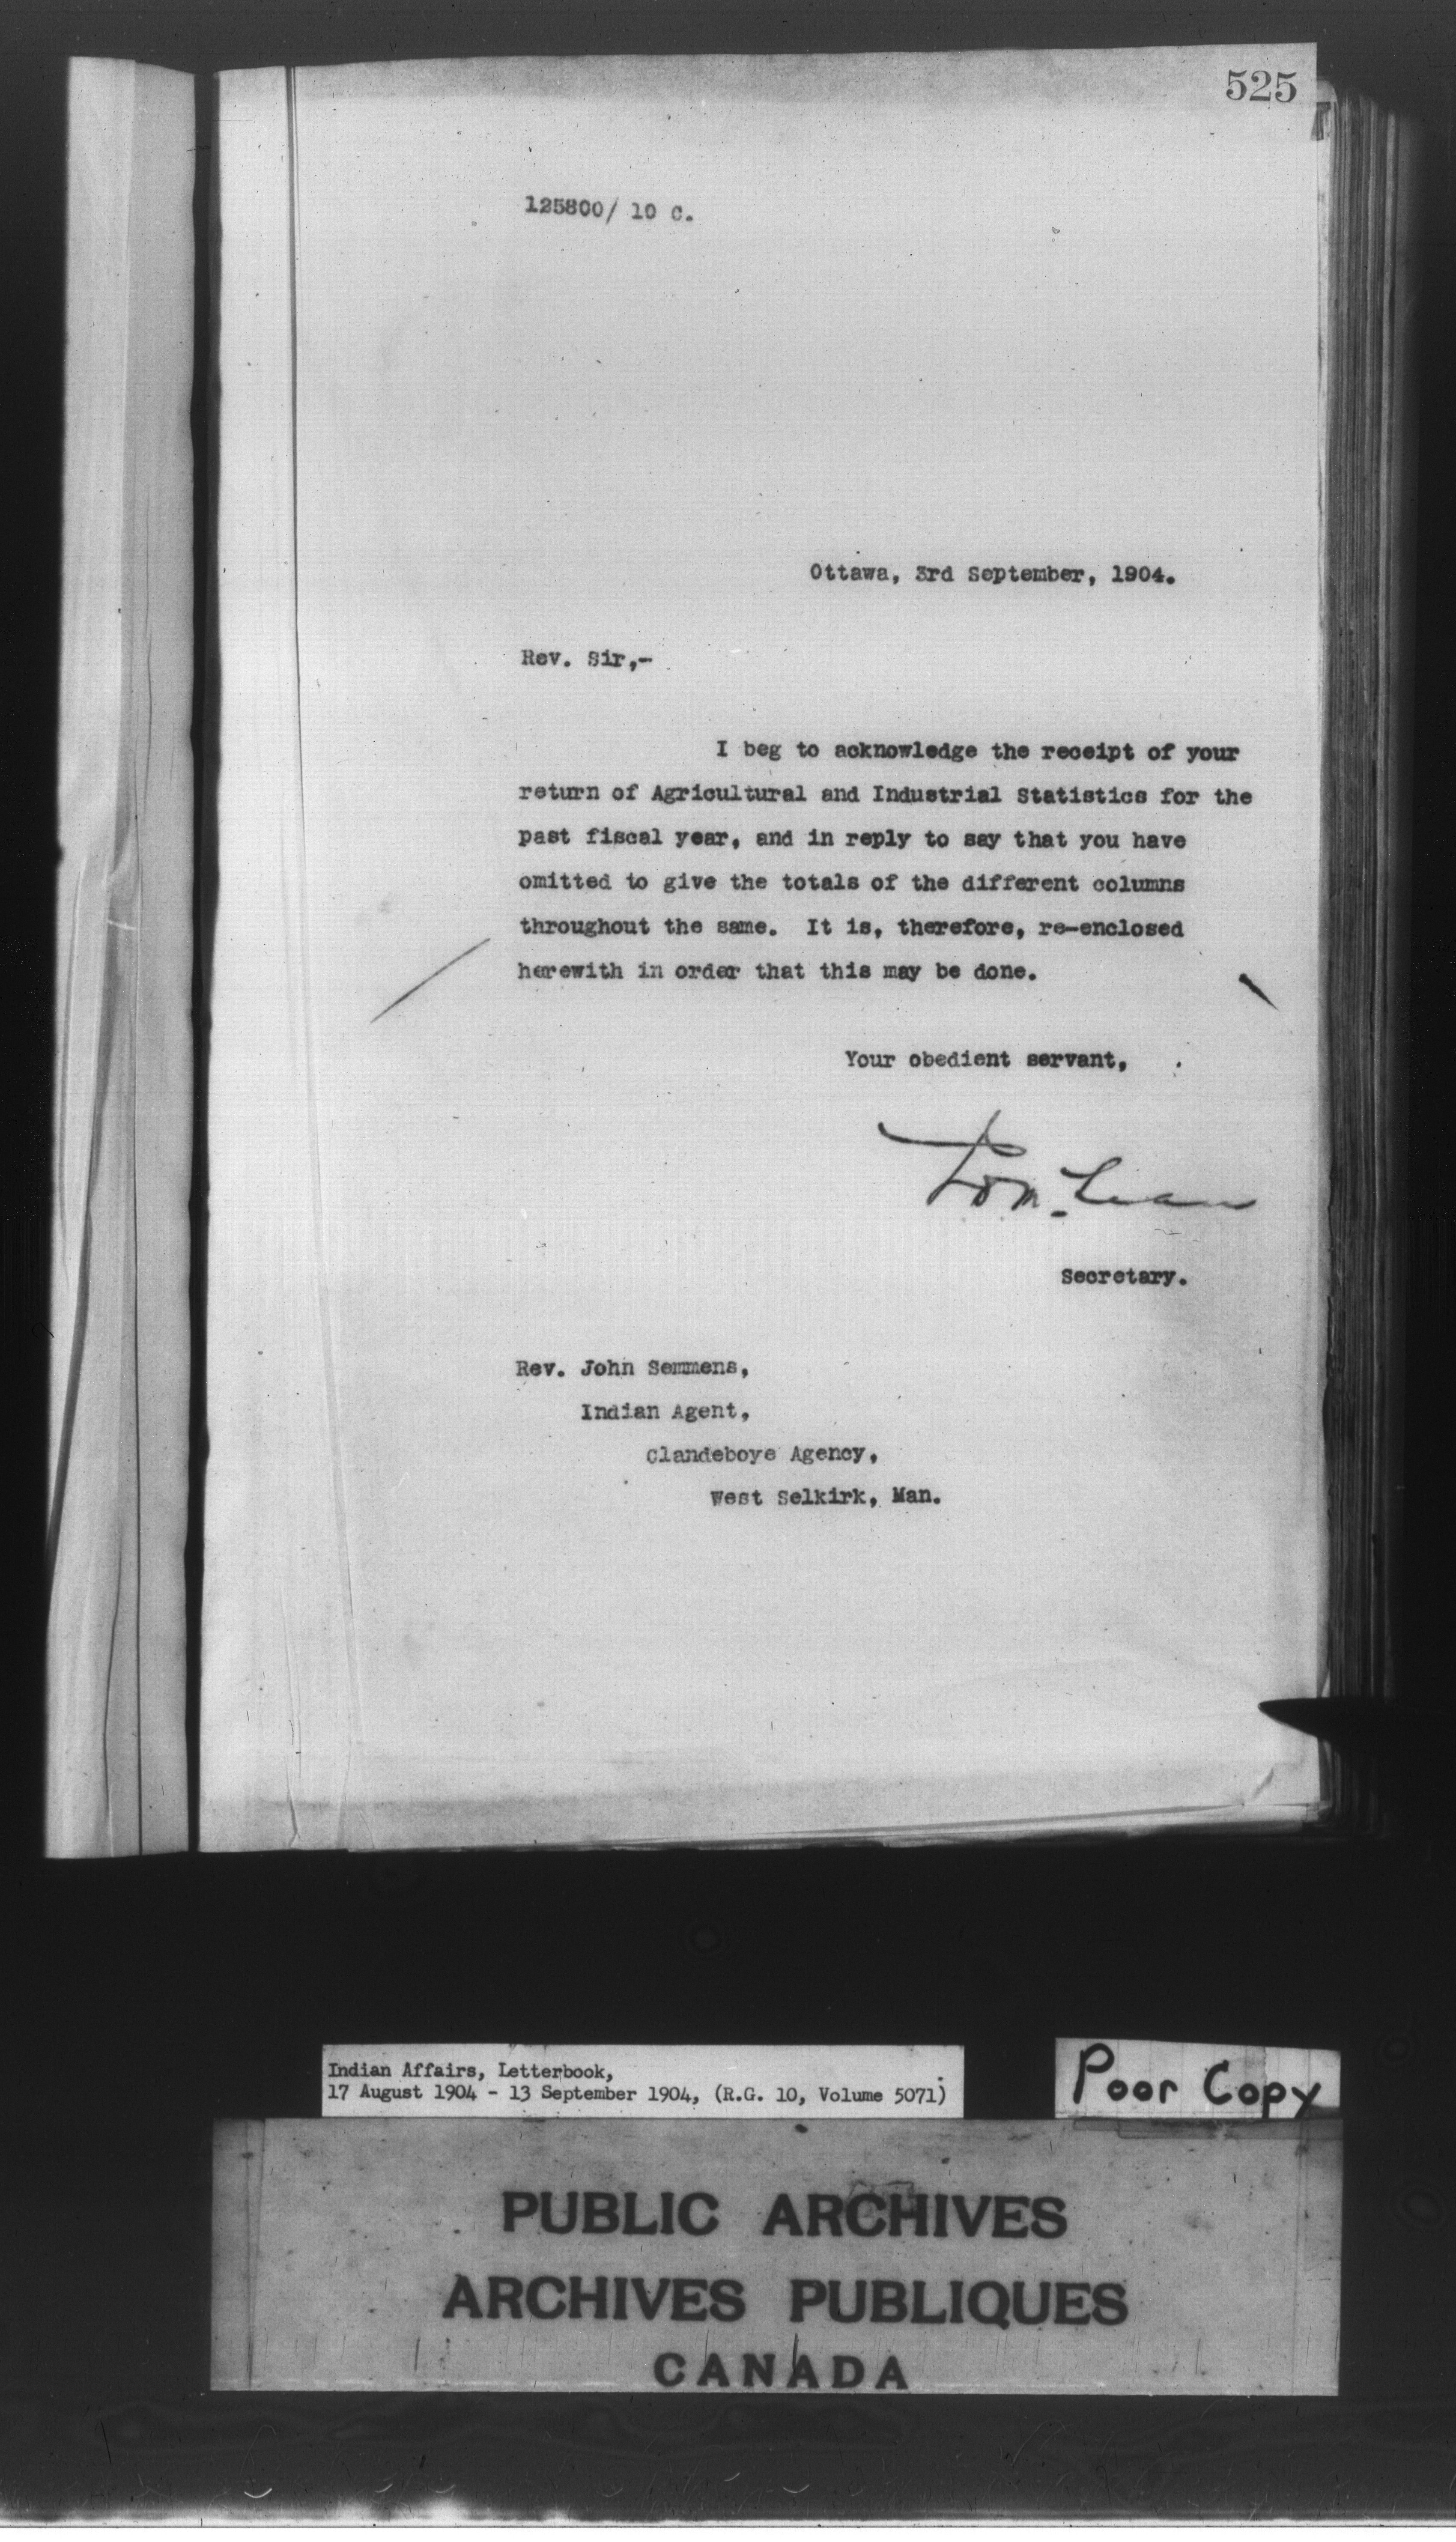 525
125800/ 10 C.
Ottawa, 3rd September, 1904.
Rev. Sir,-
I beg to acknowledge the receipt of your
return of Agricultural and Industrial Statistics for the
past fiscal year, and in reply to say that you have
omitted to give the totals of the different columns
throughout the same. It is, therefore, re-enclosed
herewith in order that this may be done.
Your obedient servant,
Secretary.
Rev. John Semmens,
Indian Agent,
Clandeboye Agency,
West Selkirk, Man.
Indian Affairs, Letterbook,
17 August 1904 - 13 September 1904, (R.G. 10, Volume 5071)
Poor Copy
PUBLIC ARCHIVES
ARCHIVES PUBLIQUES
CANADA